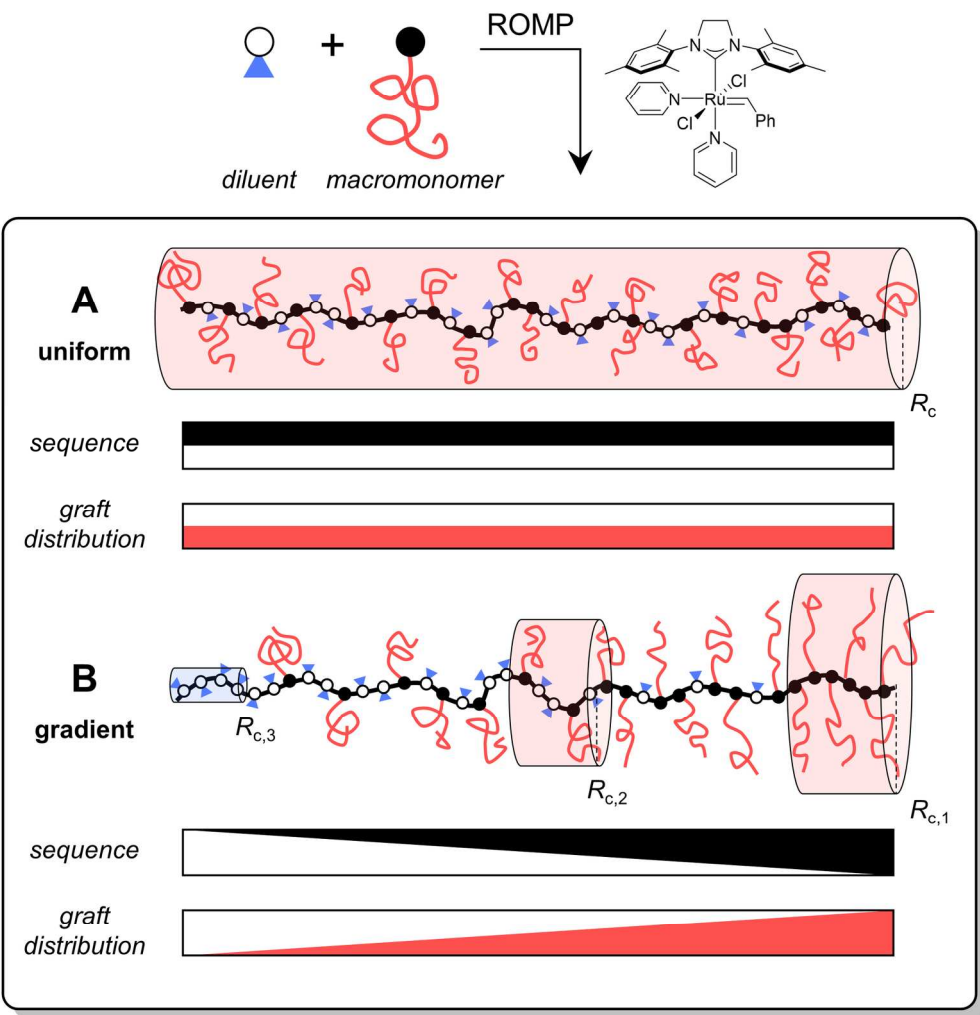 ROMP
+
N N
Cl
N Ru
Cl Ph
N
diluent macromonomer
A
uniform
Rc
sequence
graft
distribution
B
gradient
Rc,3
Rc,2
Rc,1
sequence
graft
distribution